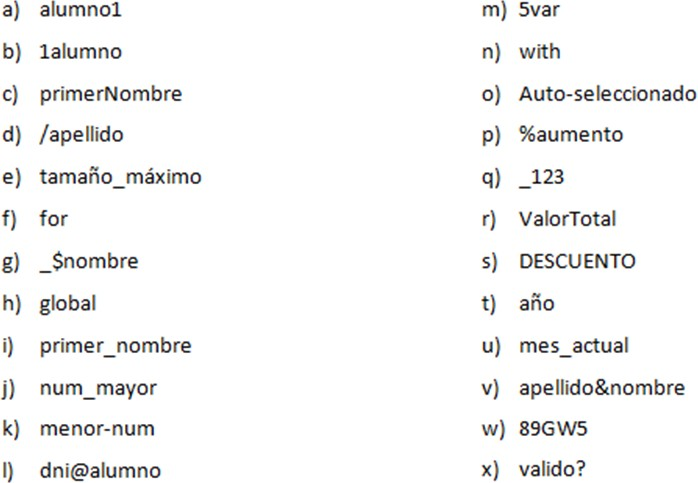 a) alumno1
b) 1alumno
c) primerNombre
d) /apellido
e) tamaño_máximo
f) for
g) _$nombre
h) global
i) primer_nombre
j) num_mayor
k) menor-num
l) dni@alumno
m) 5var
n) with
o) Auto-seleccionado
p) %aumento
q) _123
r) ValorTotal
s) DESCUENTO
t) año
u) mes_actual
v) apellido&nombre
w) 89GW5
x) valido?